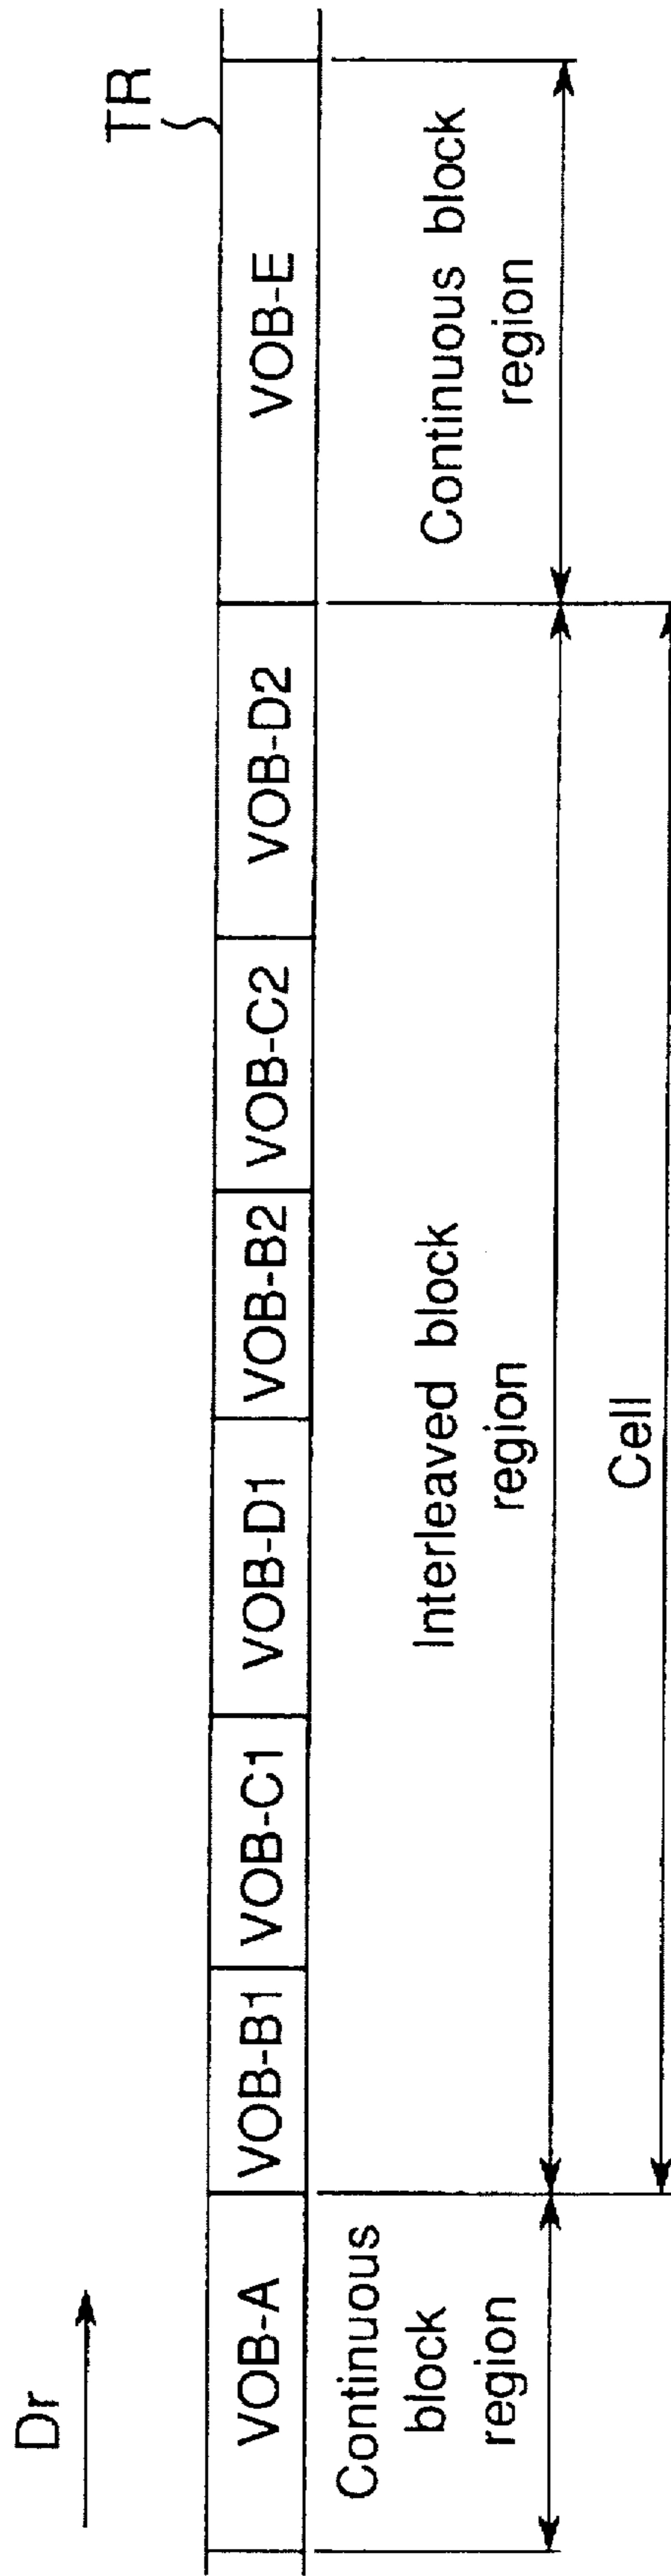 Dr
TR
VOB-A
VOB-B1
VOB-C1
VOB-D1
VOB-B2
VOB-C2
VOB-D2
VOB-E
Continuous
block
region
Interleaved block
region
Continuous block
region
Cell